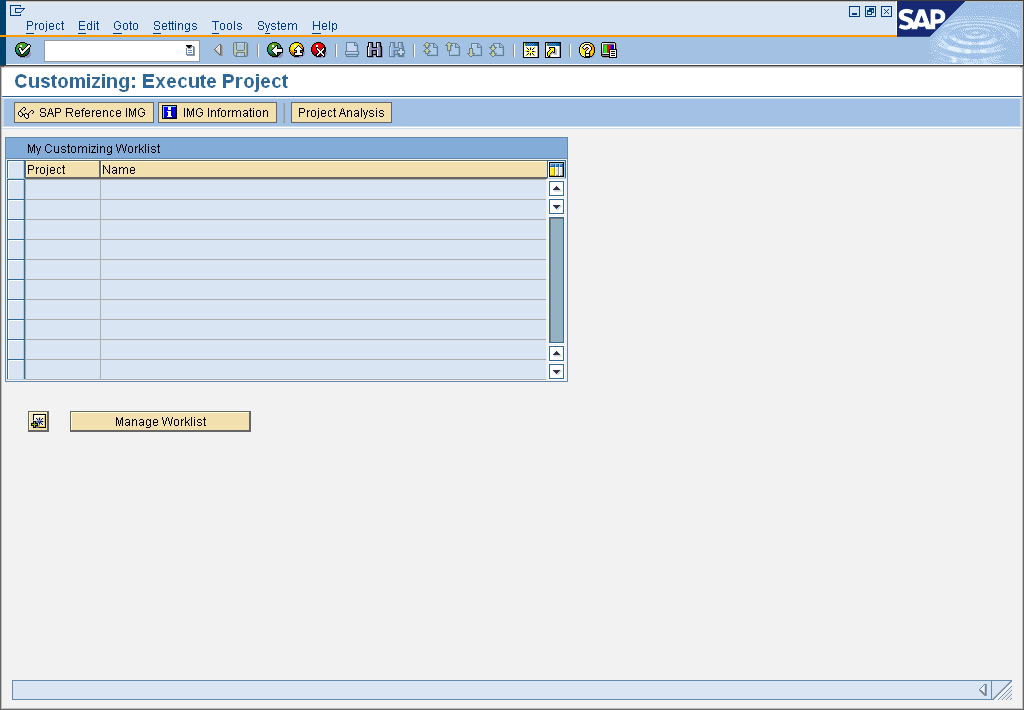 Project Edit Goto Settings Tools System Help
SAP
Customizing: Execute Project
SAP Reference IMG IMG Information Project Analysis
My Customizing Worklist
Project Name
Manage Worklist